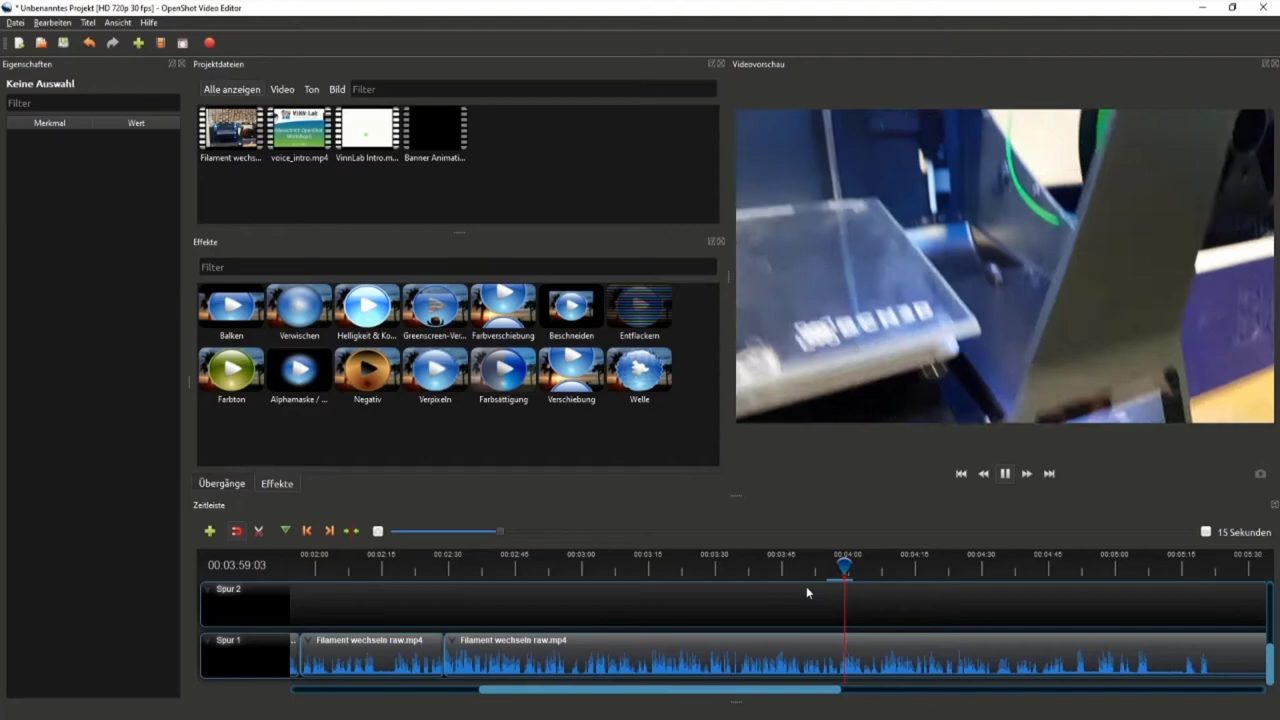 * Unbenanntes Projekt [HD 720p 30 fps] - OpenShot Video Editor
Datei Bearbeiten Titel Ansicht Hilfe
Eigenschaften
Keine Auswahl
Filter
Merkmal Wert
Projektdateien
Alle anzeigen Video Ton Bild Filter
Filament wechs... voice_intro.mp4 VinnLab Intro.m... Banner Animati...
Effekte
Filter
Balken Verwischen Helligkeit & Ko... Greenscreen-Ver... Farbverschiebung Beschneiden Entflackern
Farbton Alphamaske / ... Negativ Verpixeln Farbsättigung Verschiebung Welle
Übergänge Effekte
Videovorschau
Zeitleiste
15 Sekunden
00:03:59:03
00:02:00 00:02:15 00:02:30 00:02:45 00:03:00 00:03:15 00:03:30 00:03:45 00:04:00 00:04:15 00:04:30 00:04:45 00:05:00 00:05:15 00:05:30
Spur 2
Spur 1
... Filament wechseln raw.mp4 Filament wechseln raw.mp4